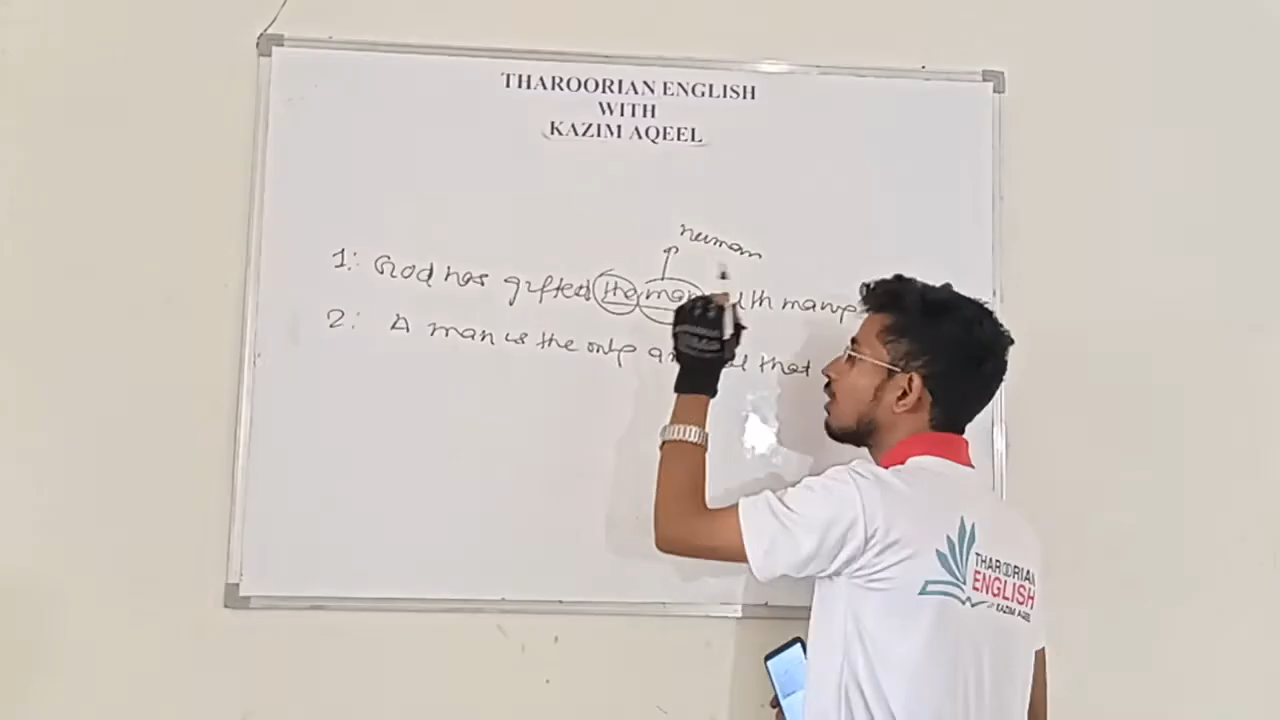 THAROORIAN ENGLISH
WITH
KAZIM AQEEL
human
1: God has gifted the man with many
2: A man is the only animal that
THAROORIAN
ENGLISH
KAZIM AQEEL